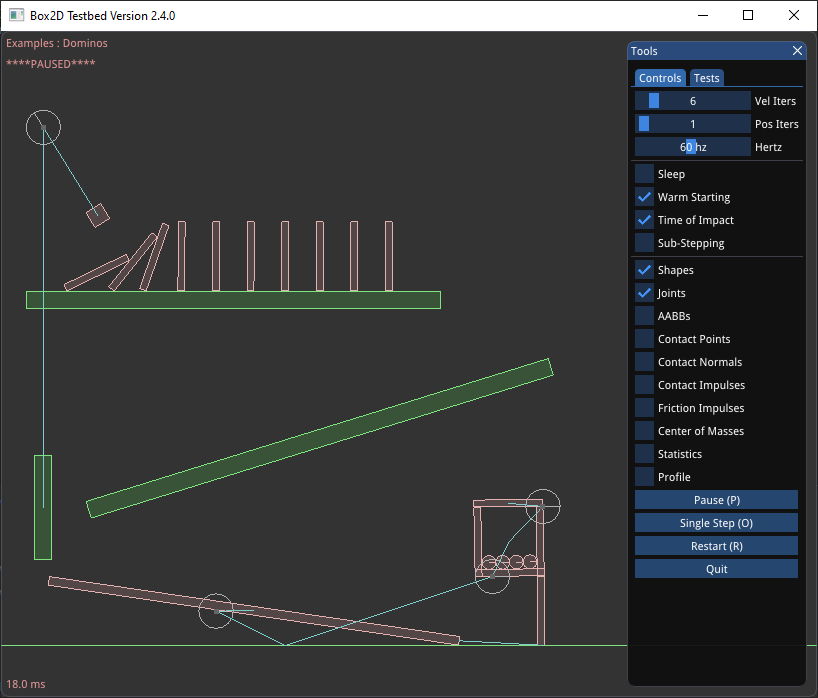 Box2D Testbed Version 2.4.0
Examples : Dominos
****PAUSED****
Tools
Controls Tests
6 Vel Iters
1 Pos Iters
60 hz Hertz
Sleep
Warm Starting
Time of Impact
Sub-Stepping
Shapes
Joints
AABBs
Contact Points
Contact Normals
Contact Impulses
Friction Impulses
Center of Masses
Statistics
Profile
Pause (P)
Single Step (O)
Restart (R)
Quit
18.0 ms